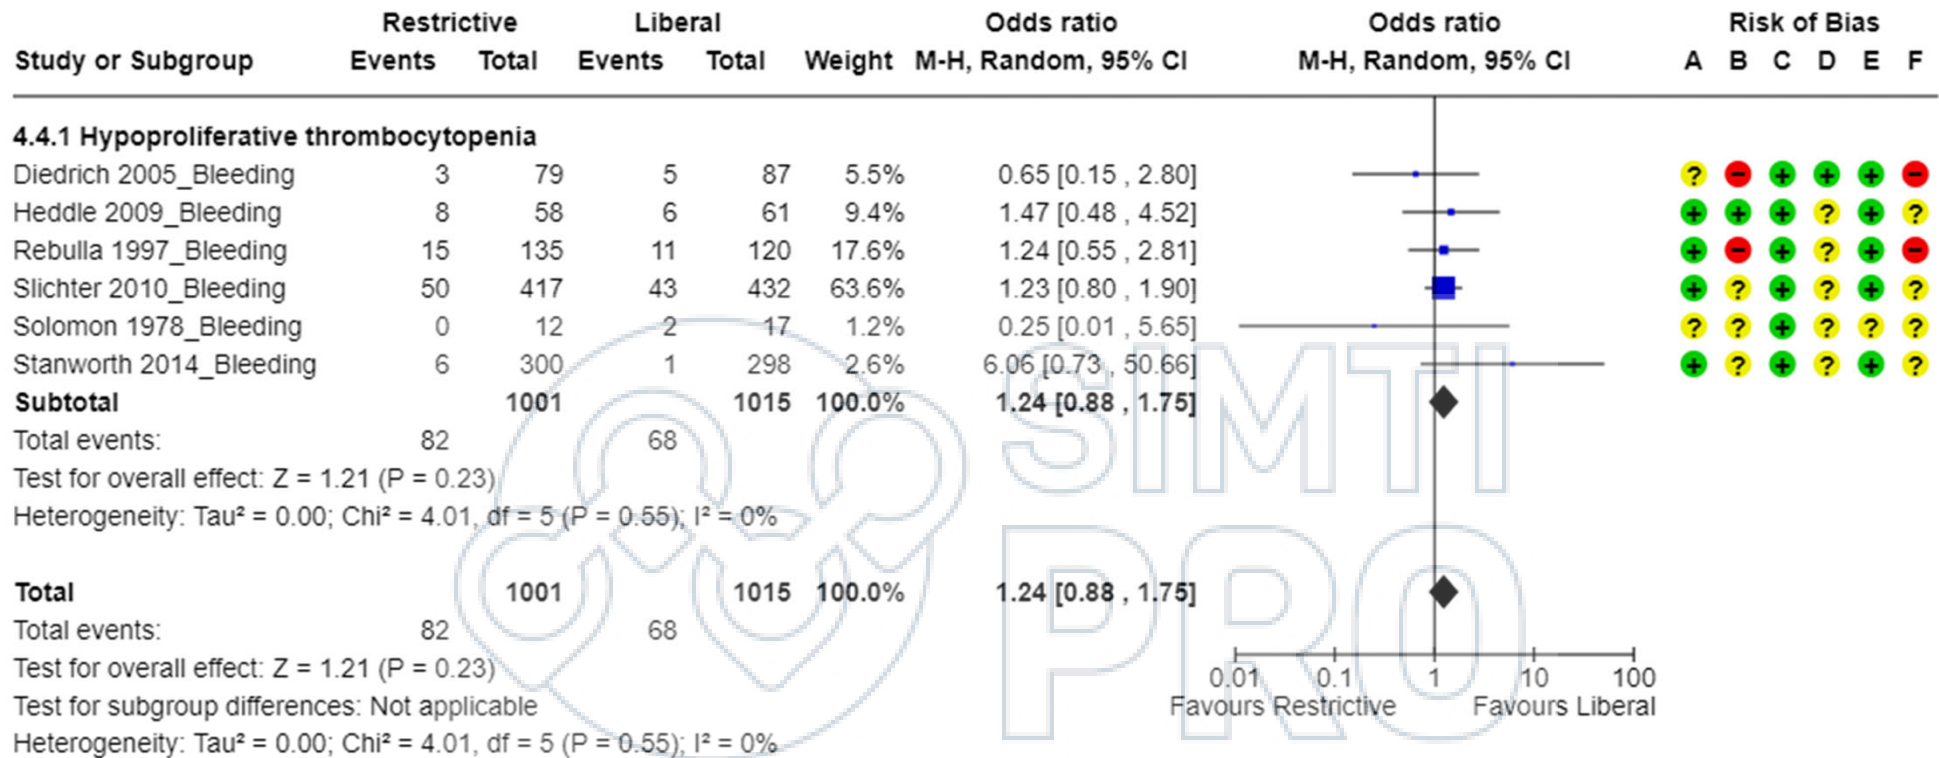 Restrictive Liberal Odds ratio Odds ratio Risk of Bias
Study or Subgroup Events Total Events Total Weight M-H, Random, 95% CI M-H, Random, 95% CI A B C D E F
4.4.1 Hypoproliferative thrombocytopenia
Diedrich 2005_Bleeding 3 79 5 87 5.5% 0.65 [0.15 , 2.80] ? - + + + -
Heddle 2009_Bleeding 8 58 6 61 9.4% 1.47 [0.48 , 4.52] + + + ? + ?
Rebulla 1997_Bleeding 15 135 11 120 17.6% 1.24 [0.55 , 2.81] + - + ? + -
Slichter 2010_Bleeding 50 417 43 432 63.6% 1.23 [0.80 , 1.90] + ? + ? + ?
Solomon 1978_Bleeding 0 12 2 17 1.2% 0.25 [0.01 , 5.65] ? ? + ? ? ?
Stanworth 2014_Bleeding 6 300 1 298 2.6% 6.06 [0.73 , 50.66] + ? + ? + ?
Subtotal 1001 1015 100.0% 1.24 [0.88 , 1.75]
Total events: 82 68
Test for overall effect: Z = 1.21 (P = 0.23)
Heterogeneity: Tau² = 0.00; Chi² = 4.01, df = 5 (P = 0.55); I² = 0%
Total 1001 1015 100.0% 1.24 [0.88 , 1.75]
Total events: 82 68
Test for overall effect: Z = 1.21 (P = 0.23)
Test for subgroup differences: Not applicable
Heterogeneity: Tau² = 0.00; Chi² = 4.01, df = 5 (P = 0.55); I² = 0%
0.01 0.1 1 10 100
Favours Restrictive Favours Liberal
SIMTI
PRO